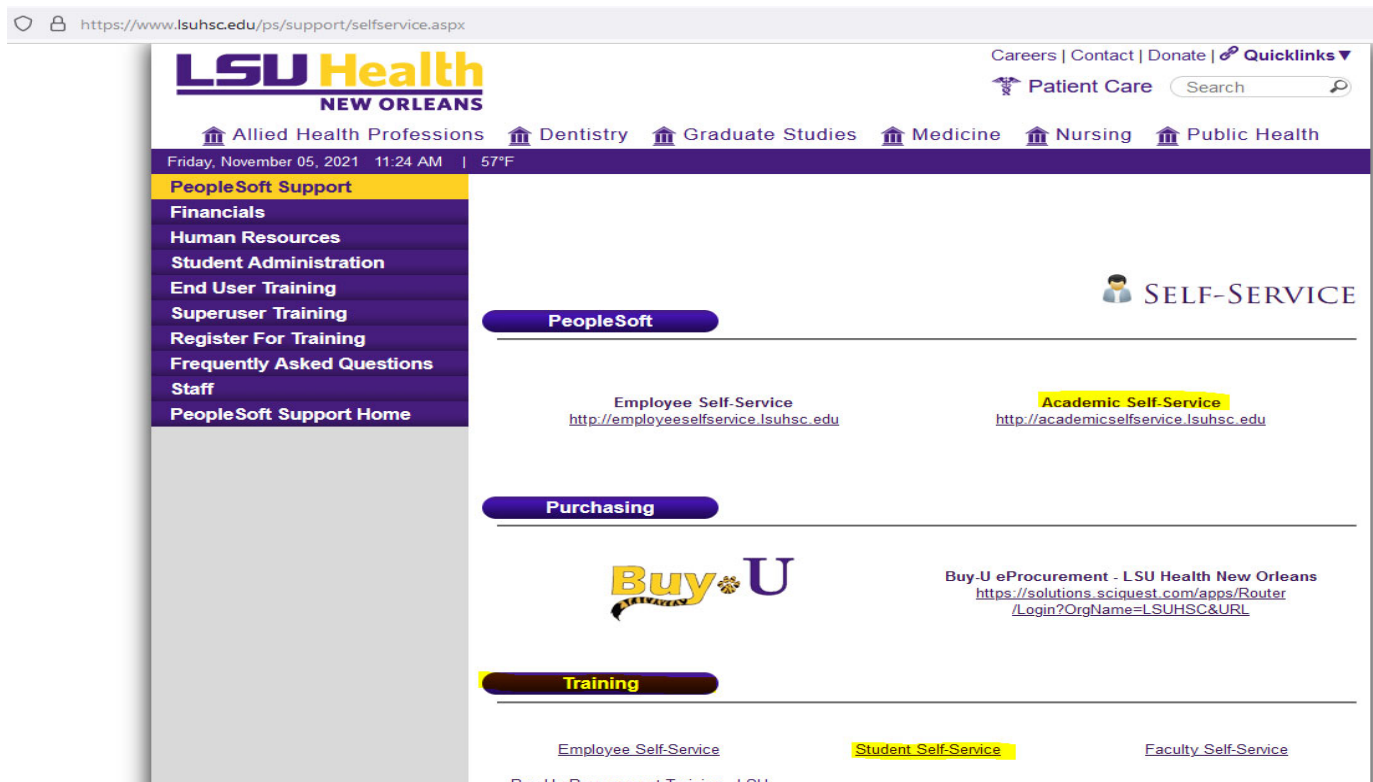 https://www.lsuhsc.edu/ps/support/selfservice.aspx
LSU Health
NEW ORLEANS
Careers | Contact | Donate | Quicklinks ▼
Patient Care Search
Allied Health Professions Dentistry Graduate Studies Medicine Nursing Public Health
Friday, November 05, 2021 11:24 AM | 57°F
PeopleSoft Support
Financials
Human Resources
Student Administration
End User Training
Superuser Training
Register For Training
Frequently Asked Questions
Staff
PeopleSoft Support Home
SELF-SERVICE
PeopleSoft
Employee Self-Service
http://employeeselfservice.lsuhsc.edu
Academic Self-Service
http://academicselfservice.lsuhsc.edu
Purchasing
Buy U
Buy-U eProcurement - LSU Health New Orleans
https://solutions.sciquest.com/apps/Router
/Login?OrgName=LSUHSC&URL
Training
Employee Self-Service
Student Self-Service
Faculty Self-Service